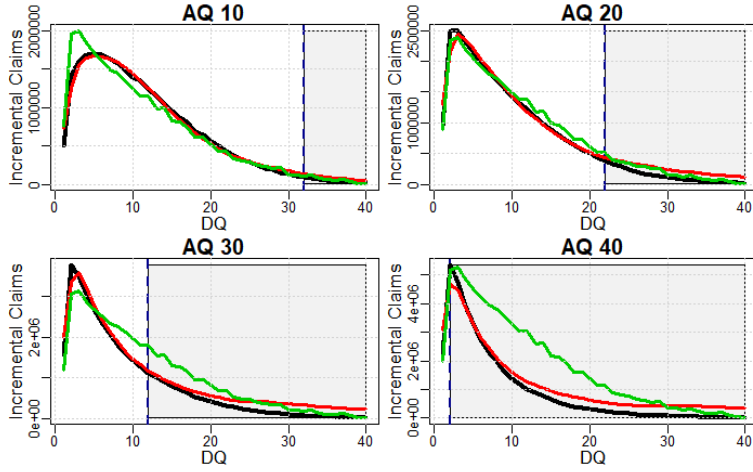 AQ 10
Incremental Claims
0 1000000 2000000
0 10 20 30 40
DQ
AQ 20
Incremental Claims
0 1000000 2500000
0 10 20 30 40
DQ
AQ 30
Incremental Claims
0e+00 2e+06
0 10 20 30 40
DQ
AQ 40
Incremental Claims
0e+00 2e+06 4e+06
0 10 20 30 40
DQ